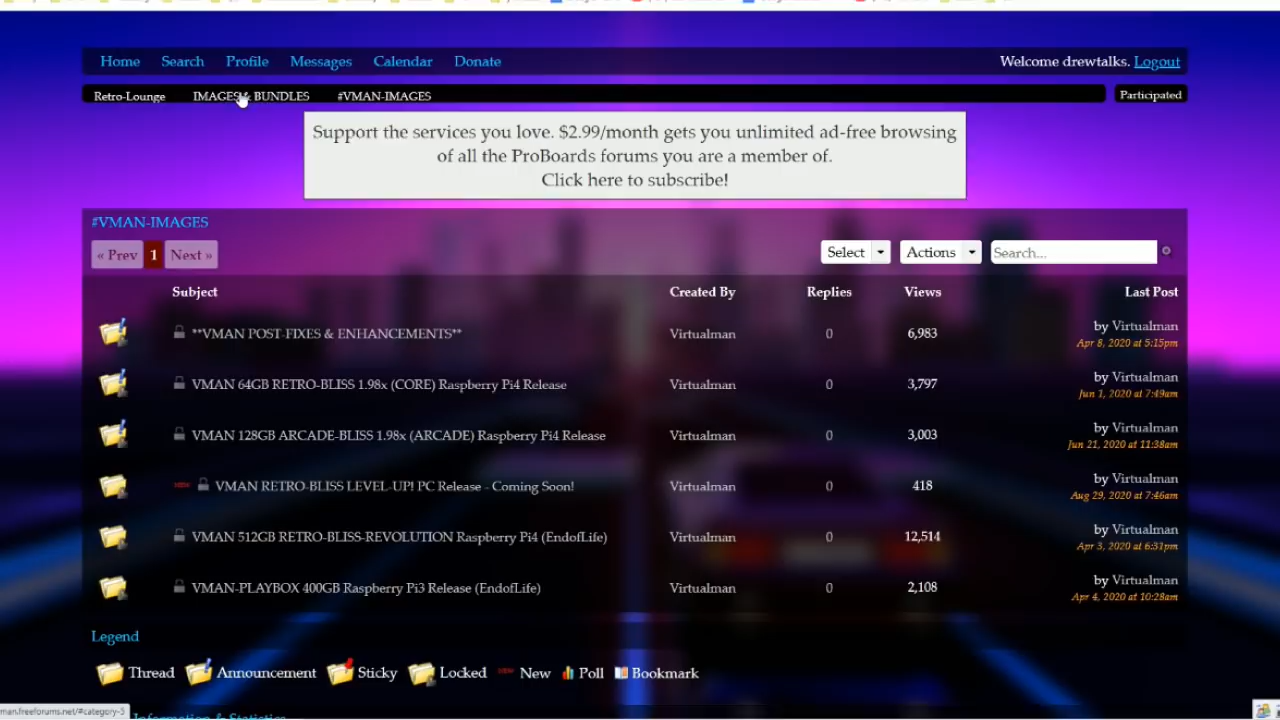 Home Search Profile Messages Calendar Donate Welcome drewtalks. Logout
Retro-Lounge IMAGES & BUNDLES #VMAN-IMAGES Participated
Support the services you love. $2.99/month gets you unlimited ad-free browsing
of all the ProBoards forums you are a member of.
Click here to subscribe!
#VMAN-IMAGES
« Prev 1 Next » Select Actions Search...
Subject Created By Replies Views Last Post
**VMAN POST-FIXES & ENHANCEMENTS** Virtualman 0 6,983 by Virtualman
Apr 8, 2020 at 5:15pm
VMAN 64GB RETRO-BLISS 1.98x (CORE) Raspberry Pi4 Release Virtualman 0 3,797 by Virtualman
Jun 1, 2020 at 7:49am
VMAN 128GB ARCADE-BLISS 1.98x (ARCADE) Raspberry Pi4 Release Virtualman 0 3,003 by Virtualman
Jun 21, 2020 at 11:38am
NEW VMAN RETRO-BLISS LEVEL-UP! PC Release - Coming Soon! Virtualman 0 418 by Virtualman
Aug 29, 2020 at 7:46am
VMAN 512GB RETRO-BLISS-REVOLUTION Raspberry Pi4 (EndofLife) Virtualman 0 12,514 by Virtualman
Apr 3, 2020 at 6:31pm
VMAN-PLAYBOX 400GB Raspberry Pi3 Release (EndofLife) Virtualman 0 2,108 by Virtualman
Apr 4, 2020 at 10:28am
Legend
Thread Announcement Sticky Locked NEW New Poll Bookmark
man.freeforums.net/#category-5 Information & Statistics